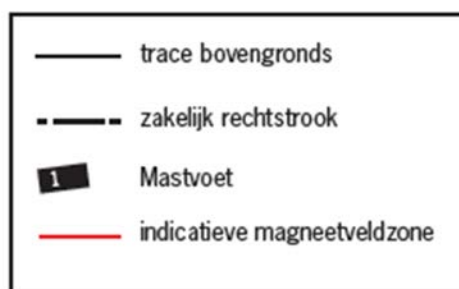 trace bovengronds
zakelijk rechtstrook
1 Mastvoet
indicatieve magneetveldzone